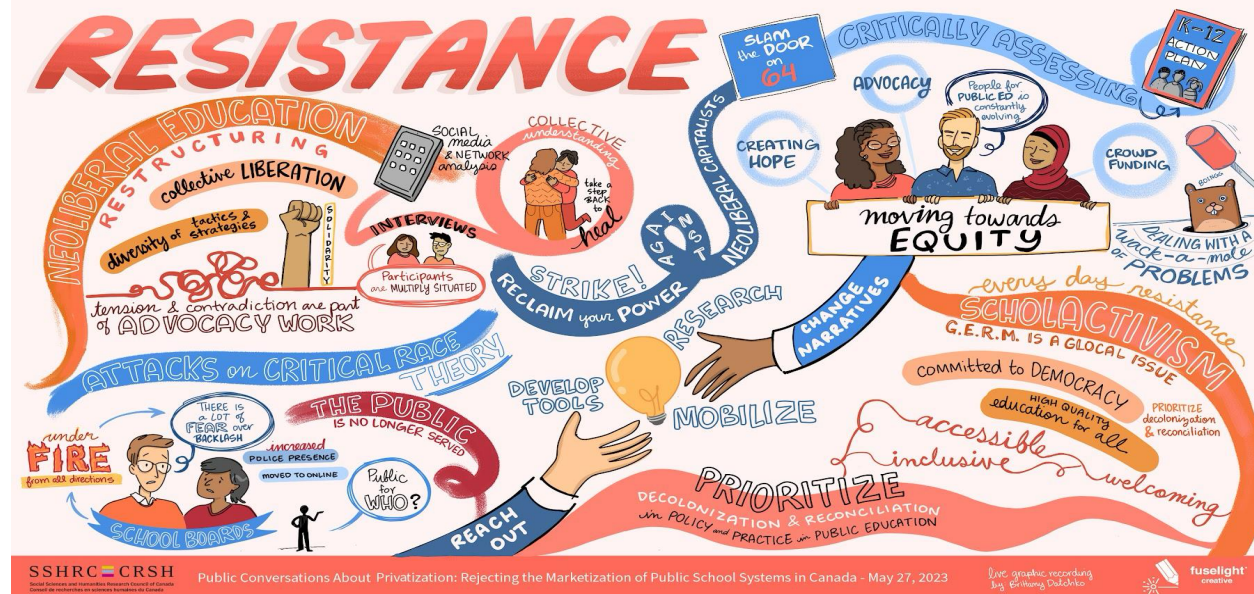 RESISTANCE
NEOLIBERAL EDUCATION
RESTRUCTURING
collective LIBERATION
diversity of tactics &
strategies
SOLIDARITY
tension & contradiction are part
of ADVOCACY WORK
SOCIAL
media
& NETWORK
analysis
INTERVIEWS
Participants
are MULTIPLY SITUATED
COLLECTIVE
understanding
take a
step
BACK
to
heal
STRIKE!
RECLAIM your POWER
AGAINST
NEOLIBERAL CAPITALISTS
SLAM
the DOOR
on
64
CRITICALLY ASSESSING
K-12
ACTION
PLAN
CREATING
HOPE
ADVOCACY
People for
PUBLIC ED is
constantly
evolving
CROWD
FUNDING
moving towards
EQUITY
BOINGG
DEALING WITH A
wack-a-mole
OF PROBLEMS
ATTACKS on CRITICAL RACE
THEORY
under
FIRE
from all directions
THERE IS
a LOT of
FEAR over
BACKLASH
SCHOOL BOARDS
THE PUBLIC
IS NO LONGER SERVED
increased
POLICE PRESENCE
MOVED TO ONLINE
Public
for
WHO?
REACH
OUT
DEVELOP
TOOLS
RESEARCH
MOBILIZE
CHANGE
NARRATIVES
every day resistance
SCHOLACTIVISM
G.E.R.M. IS A GLOCAL ISSUE
committed to DEMOCRACY
HIGH QUALITY
education for all
PRIORITIZE
decolonization
& reconciliation
accessible
inclusive
welcoming
PRIORITIZE
DECOLONIZATION & RECONCILIATION
in POLICY and PRACTICE in PUBLIC EDUCATION
SSHRC CRSH
Social Sciences and Humanities Research Council of Canada
Conseil de recherches en sciences humaines du Canada
Public Conversations About Privatization: Rejecting the Marketization of Public School Systems in Canada - May 27, 2023
live graphic recording
by Brittany Datchko
fuselight
creative